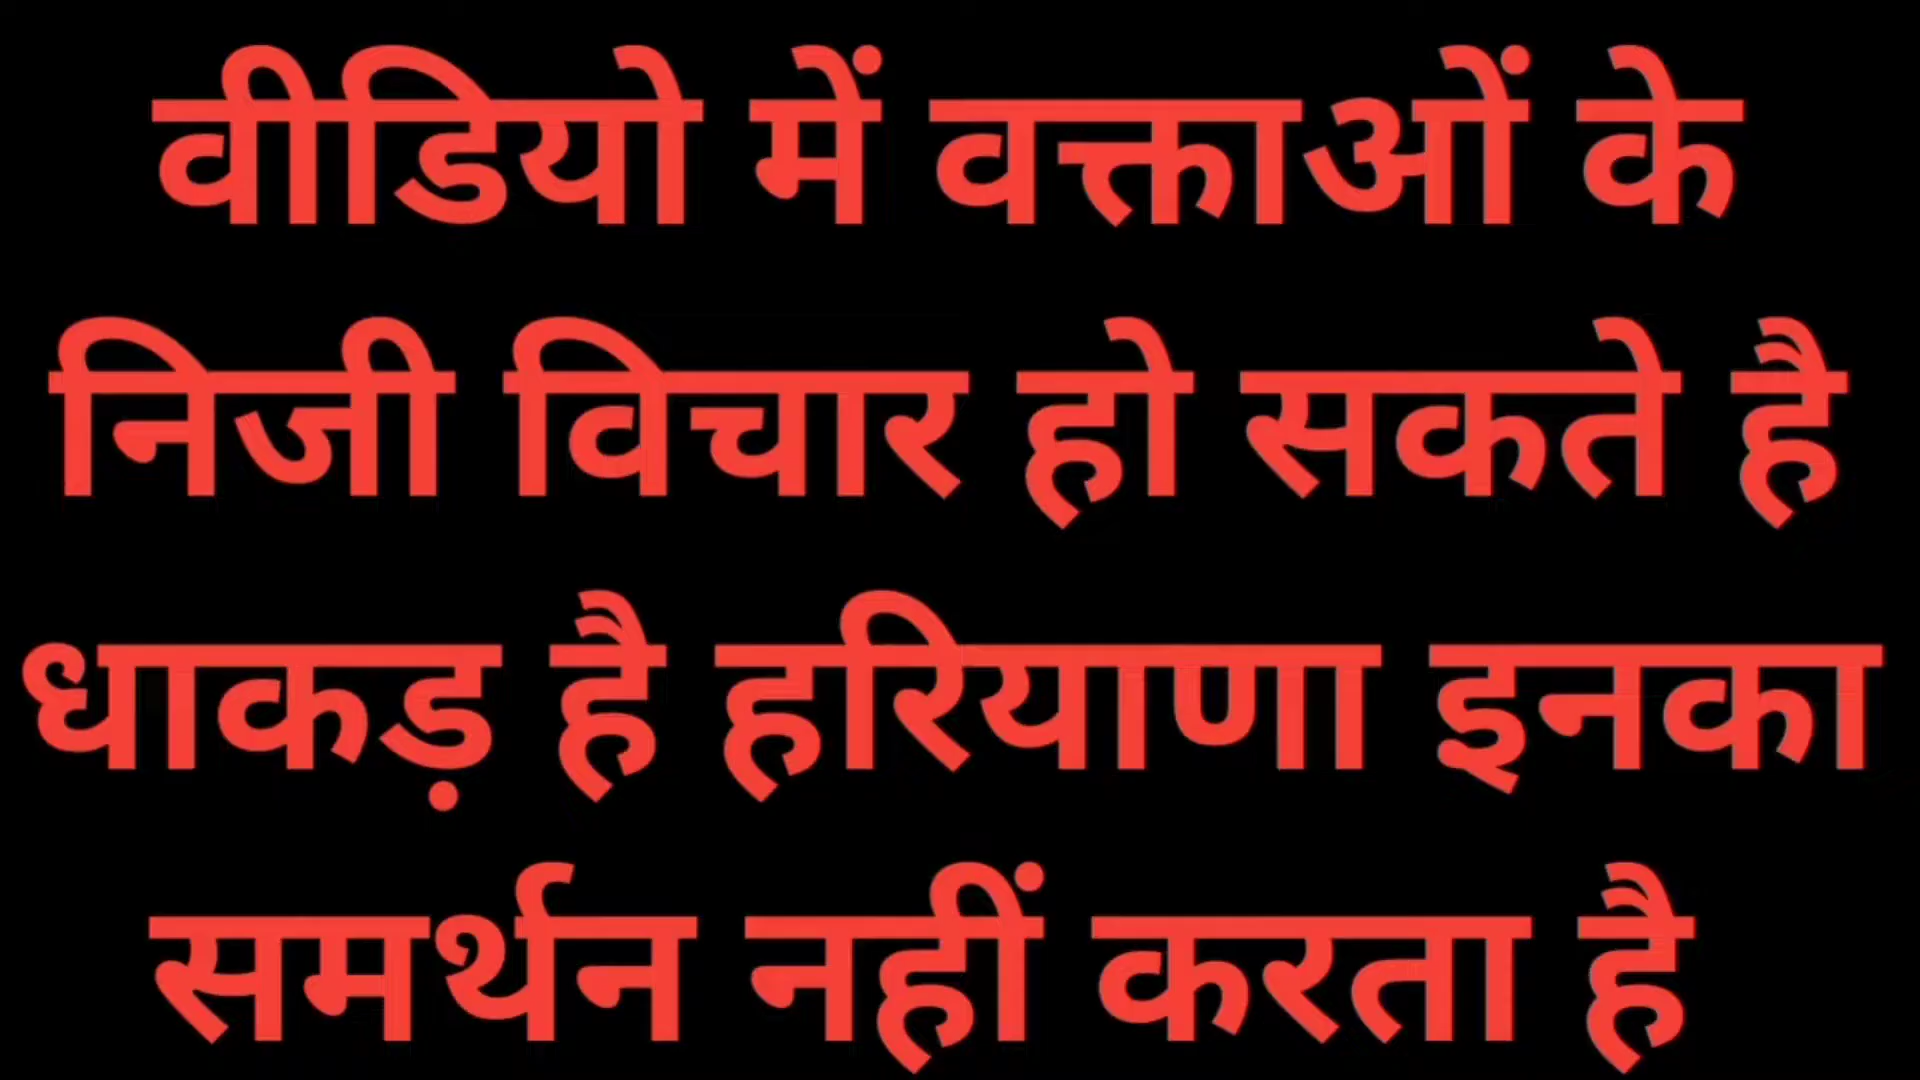 वीडियो में वक्ताओं के
निजी विचार हो सकते है
धाकड़ है हरियाणा इनका
समर्थन नहीं करता है